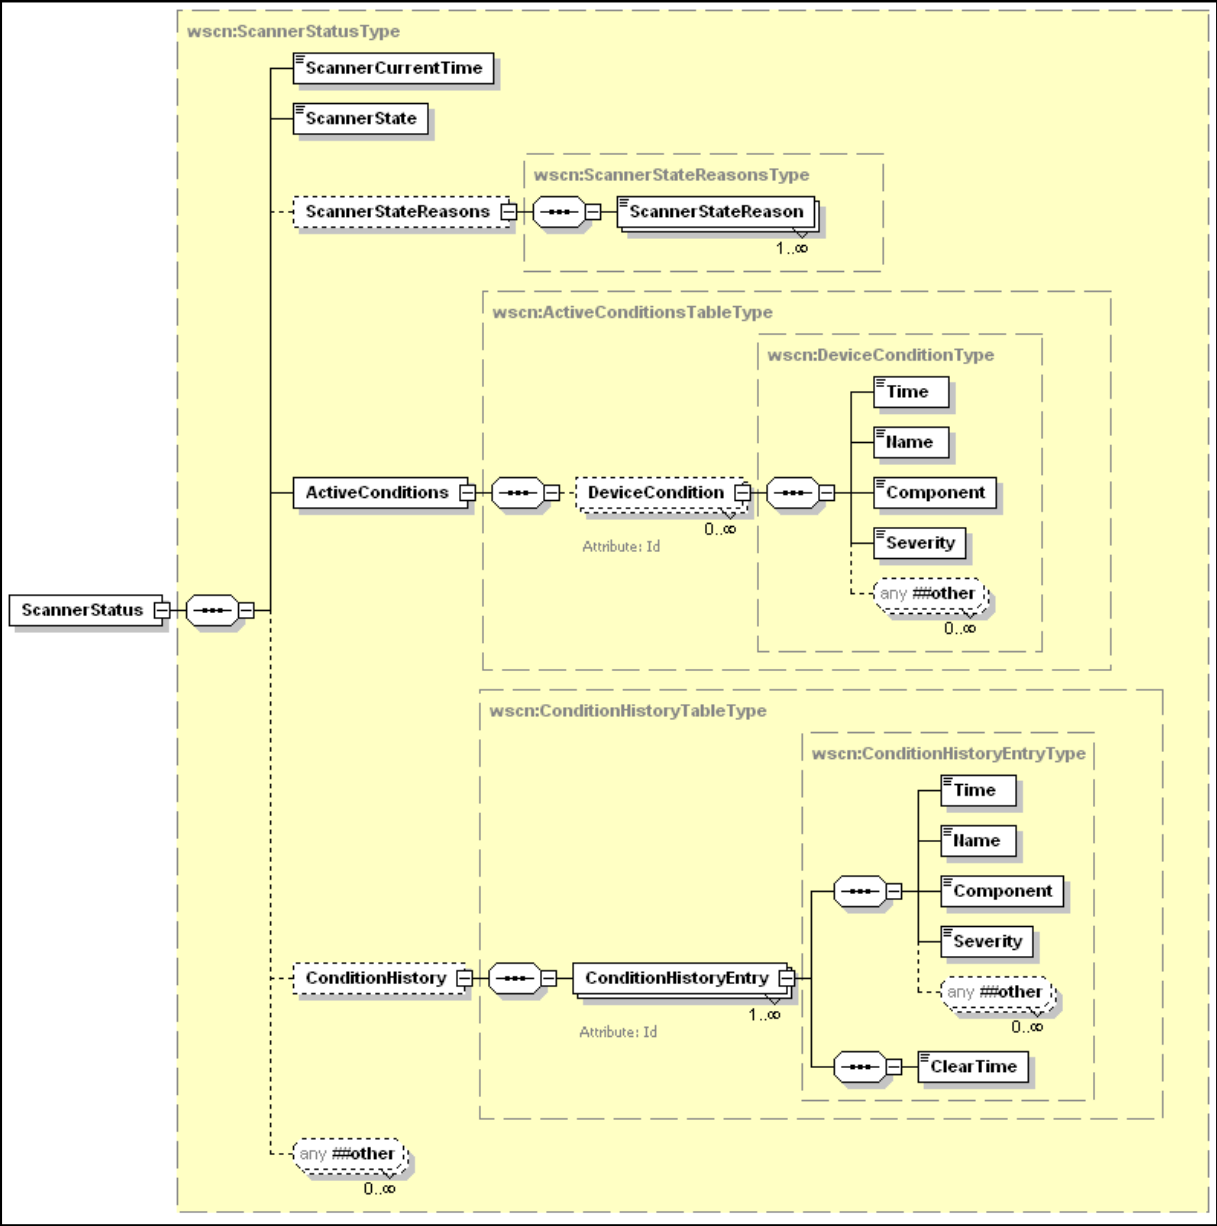 wscn:ScannerStatusType
ScannerCurrentTime
ScannerState
wscn:ScannerStateReasonsType
ScannerStateReasons
ScannerStateReason
1..∞
wscn:ActiveConditionsTableType
wscn:DeviceConditionType
Time
Name
ActiveConditions
DeviceCondition
Component
0..∞
Attribute: Id
Severity
any ##other
0..∞
ScannerStatus
wscn:ConditionHistoryTableType
wscn:ConditionHistoryEntryType
Time
Name
Component
Severity
ConditionHistory
ConditionHistoryEntry
any ##other
1..∞
0..∞
Attribute: Id
ClearTime
any ##other
0..∞